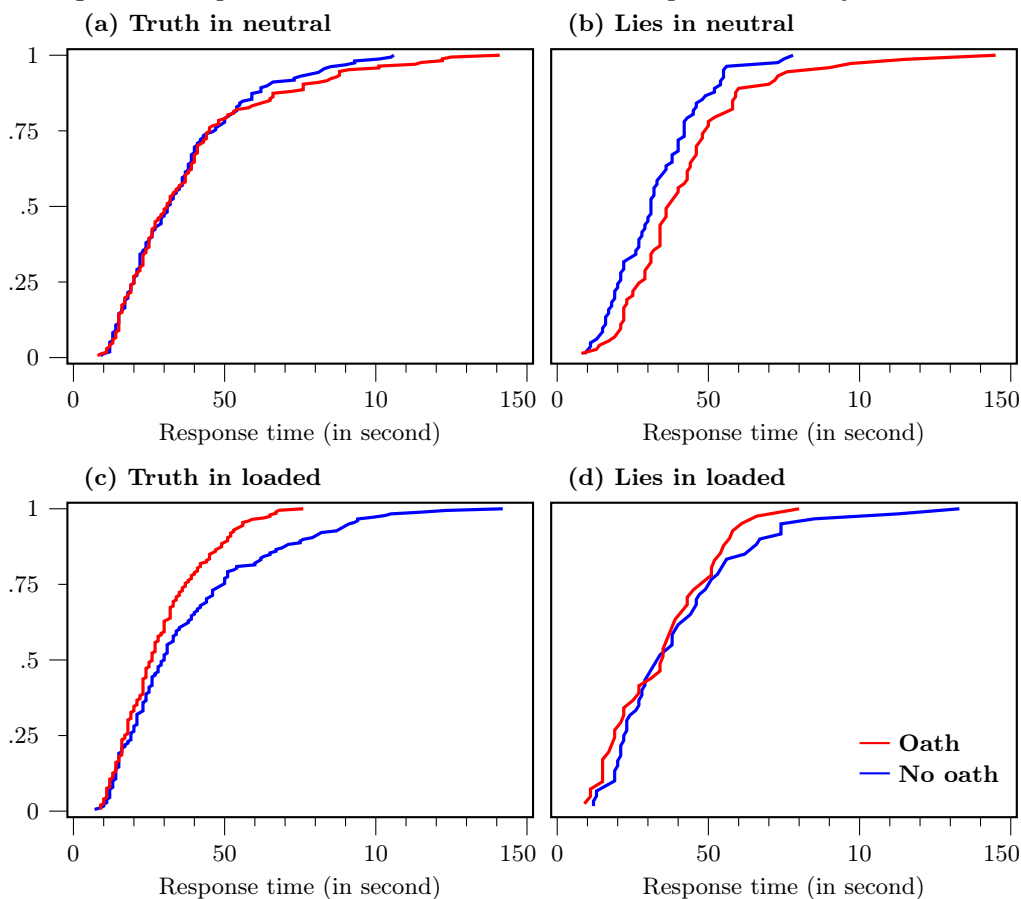 (a) Truth in neutral
(b) Lies in neutral
1
.75
.5
.25
0
0 50 10 150
0 50 10 150
Response time (in second)
Response time (in second)
(c) Truth in loaded
(d) Lies in loaded
1
.75
.5
.25
0
Oath
No oath
0 50 10 150
0 50 10 150
Response time (in second)
Response time (in second)